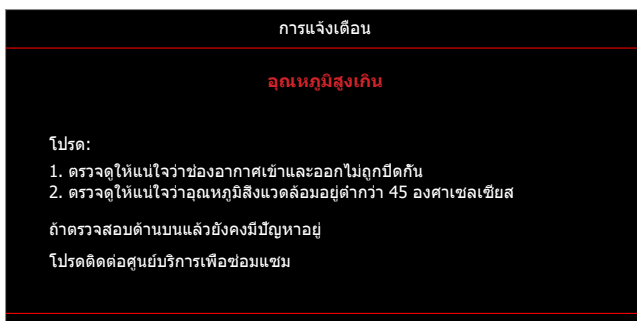 การแจ้งเตือน
อุณหภูมิสูงเกิน
โปรด:
1. ตรวจดูให้แน่ใจว่าช่องอากาศเข้าและออกไม่ถูกปิดกั้น
2. ตรวจดูให้แน่ใจว่าอุณหภูมิสิ่งแวดล้อมอยู่ต่ำกว่า 45 องศาเซลเซียส
ถ้าตรวจสอบด้านบนแล้วยังคงมีปัญหาอยู่
โปรดติดต่อศูนย์บริการเพื่อซ่อมแซม